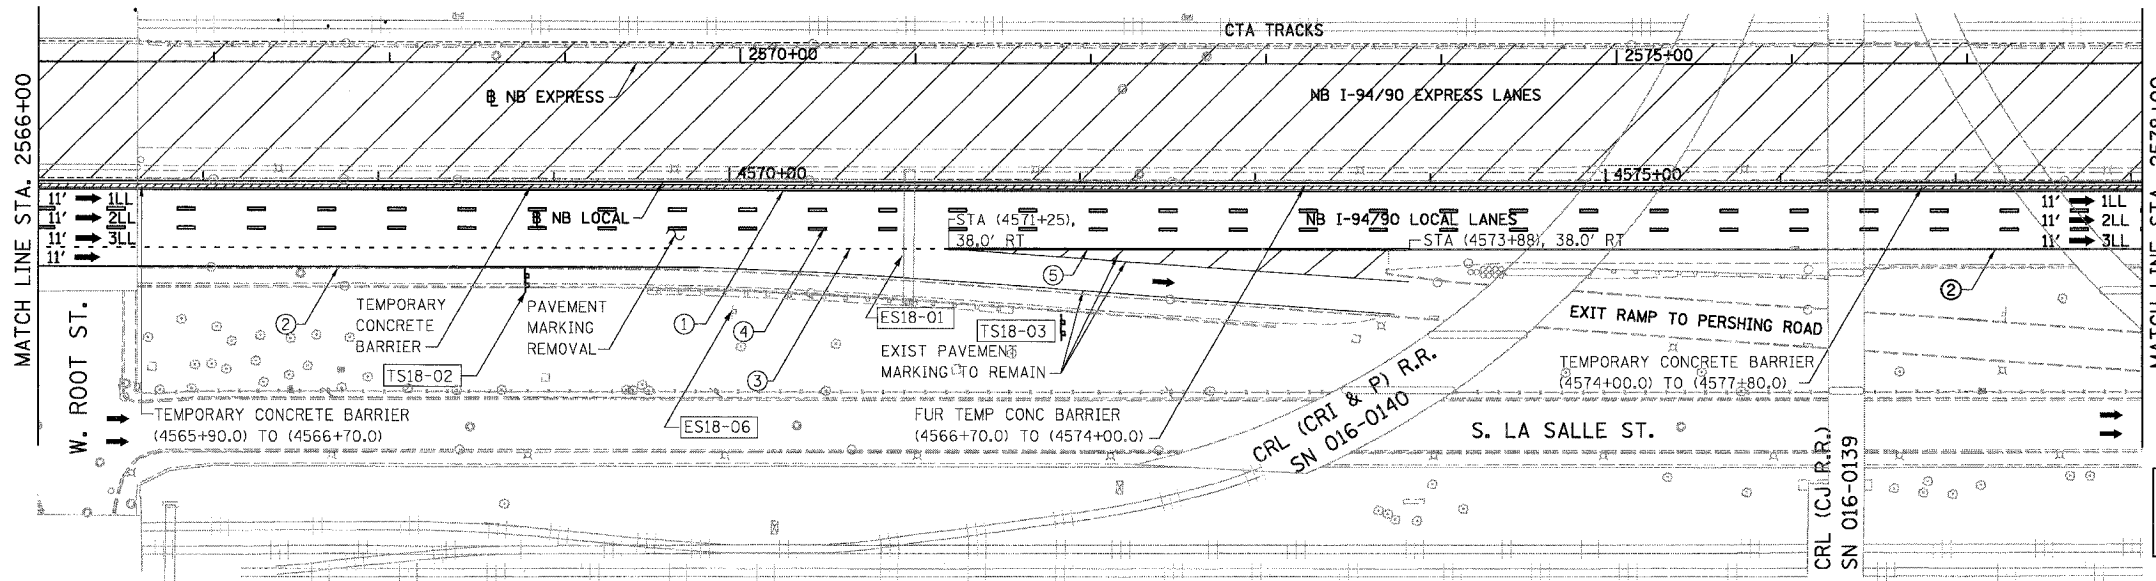 CTA TRACKS
2570+00
2575+00
℄ NB EXPRESS
NB I-94/90 EXPRESS LANES
MATCH LINE STA. 2566+00
4570+00
4575+00
11' 1LL
11' 2LL
11' 3LL
11'
NB LOCAL
STA (4571+25),
38.0' RT
NB I-94/90 LOCAL LANES
STA (4573+88), 38.0' RT
11' 1LL
11' 2LL
11' 3LL
MATCH LINE STA. 2578+00
5
2
TEMPORARY
CONCRETE
BARRIER
PAVEMENT
MARKING
REMOVAL
1
4
ES18-01
TS18-03
2
EXIT RAMP TO PERSHING ROAD
W. ROOT ST.
TS18-02
3
EXIST PAVEMENT
MARKING TO REMAIN
TEMPORARY CONCRETE BARRIER
(4574+00.0) TO (4577+80.0)
TEMPORARY CONCRETE BARRIER
(4565+90.0) TO (4566+70.0)
ES18-06
FUR TEMP CONC BARRIER
(4566+70.0) TO (4574+00.0)
CRL (CRI & P) R.R.
SN 016-0140
S. LA SALLE ST.
CRL (CJ R.R.)
SN 016-0139